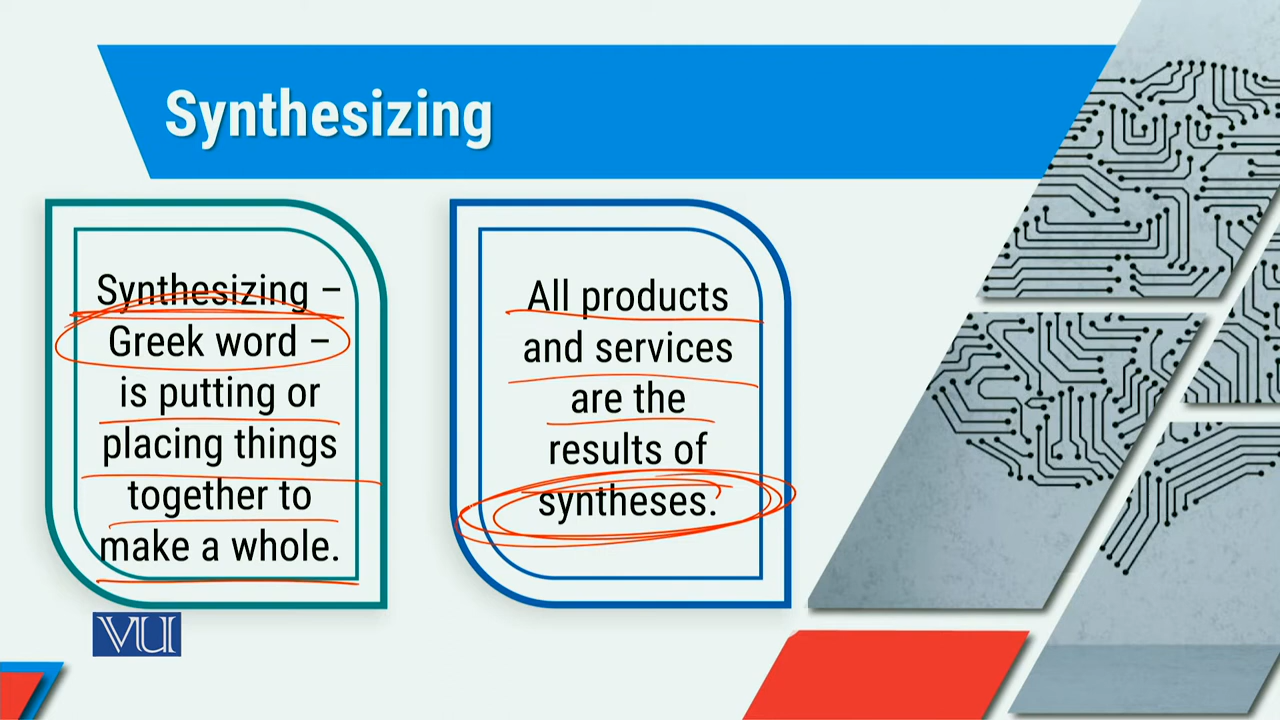 Synthesizing
Synthesizing –
Greek word –
is putting or
placing things
together to
make a whole.
All products
and services
are the
results of
syntheses.
VU